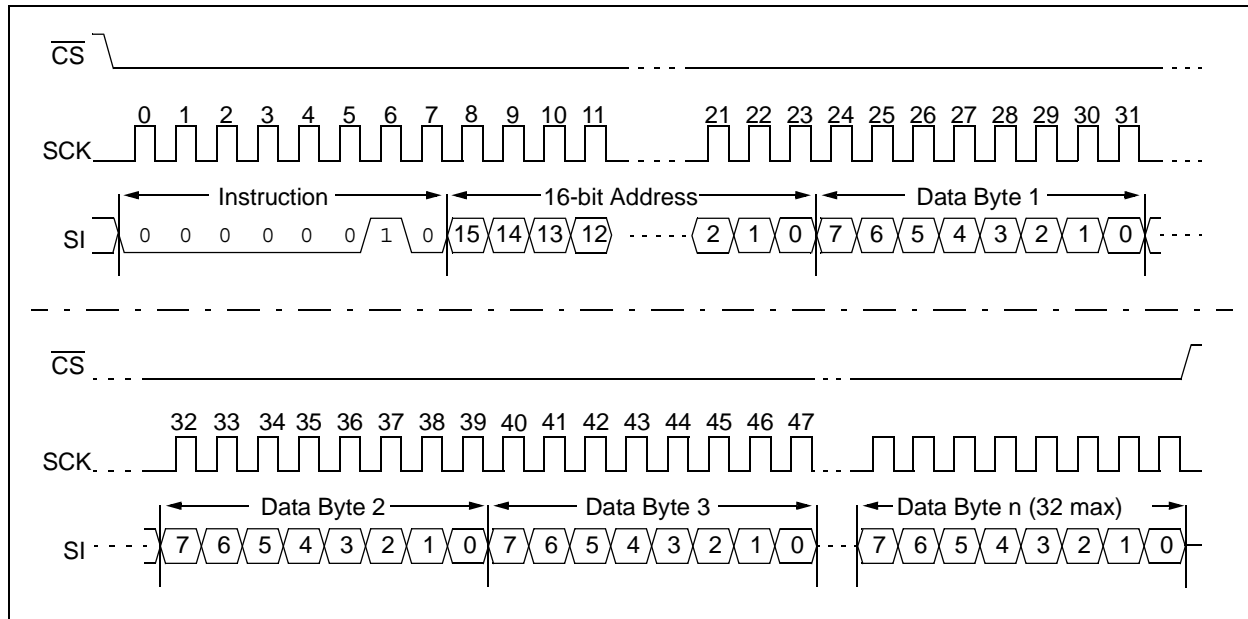 CS
0 1 2 3 4 5 6 7 8 9 10 11 21 22 23 24 25 26 27 28 29 30 31
SCK
Instruction 16-bit Address Data Byte 1
SI 0 0 0 0 0 0 1 0 15 14 13 12 2 1 0 7 6 5 4 3 2 1 0
CS
32 33 34 35 36 37 38 39 40 41 42 43 44 45 46 47
SCK
Data Byte 2 Data Byte 3 Data Byte n (32 max)
SI 7 6 5 4 3 2 1 0 7 6 5 4 3 2 1 0 7 6 5 4 3 2 1 0